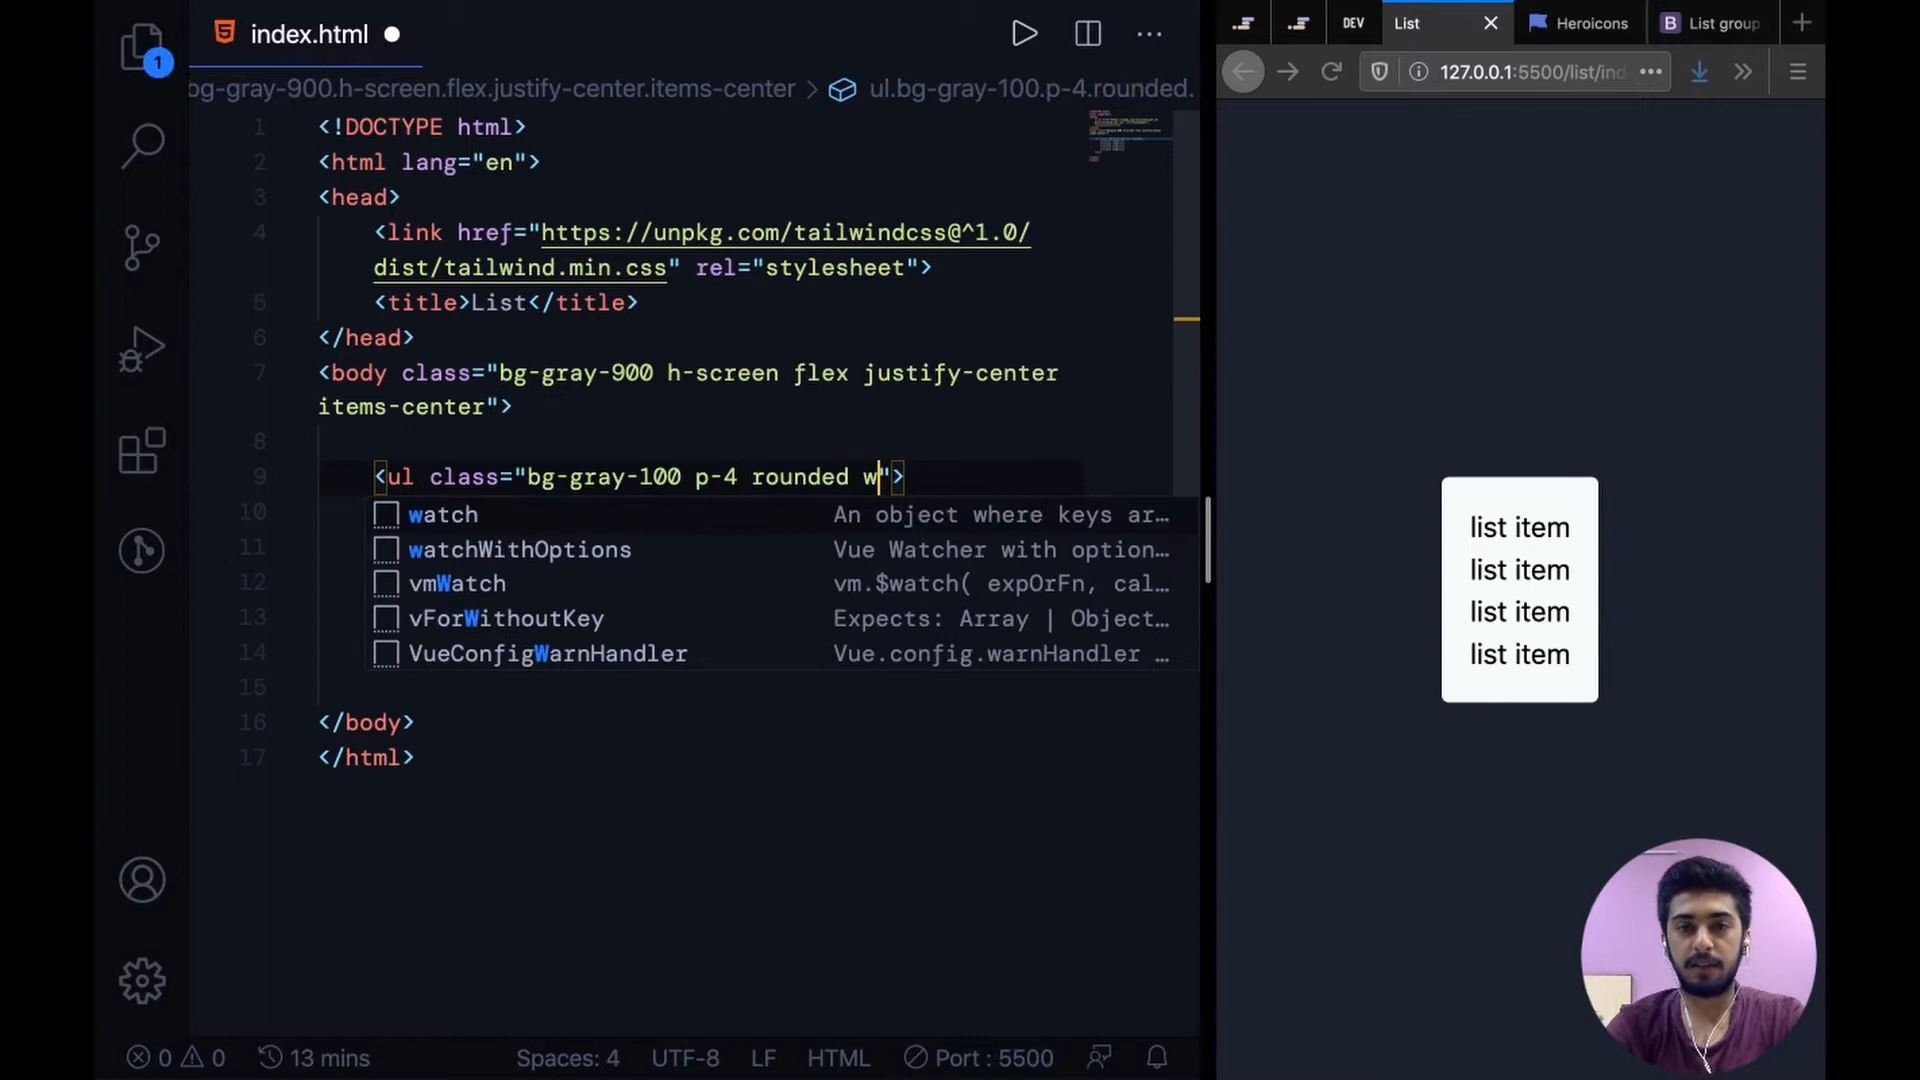 index.html
1
bg-gray-900.h-screen.flex.justify-center.items-center > ul.bg-gray-100.p-4.rounded.
1 <!DOCTYPE html>
2 <html lang="en">
3 <head>
4 <link href="https://unpkg.com/tailwindcss@^1.0/
dist/tailwind.min.css" rel="stylesheet">
5 <title>List</title>
6 </head>
7 <body class="bg-gray-900 h-screen flex justify-center
items-center">
8
9 <ul class="bg-gray-100 p-4 rounded w">
10 watch An object where keys ar…
11 watchWithOptions Vue Watcher with option…
12 vmWatch vm.$watch( expOrFn, cal…
13 vForWithoutKey Expects: Array | Object…
14 VueConfigWarnHandler Vue.config.warnHandler …
15
16 </body>
17 </html>
0 0 13 mins Spaces: 4 UTF-8 LF HTML Port : 5500
DEV List Heroicons B List group
127.0.0.1:5500/list/ind
list item
list item
list item
list item